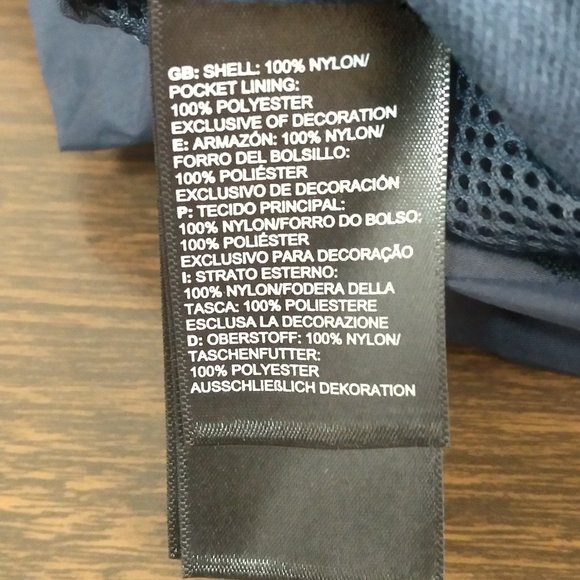 GB: SHELL: 100% NYLON/
POCKET LINING:
100% POLYESTER
EXCLUSIVE OF DECORATION
E: ARMAZÓN: 100% NYLON/
FORRO DEL BOLSILLO:
100% POLIÉSTER
EXCLUSIVO DE DECORACIÓN
P: TECIDO PRINCIPAL:
100% NYLON/FORRO DO BOLSO:
100% POLIÉSTER
EXCLUSIVO PARA DECORAÇÃO
I: STRATO ESTERNO:
100% NYLON/FODERA DELLA
TASCA: 100% POLIESTERE
ESCLUSA LA DECORAZIONE
D: OBERSTOFF: 100% NYLON/
TASCHENFUTTER:
100% POLYESTER
AUSSCHLIEßLICH DEKORATION